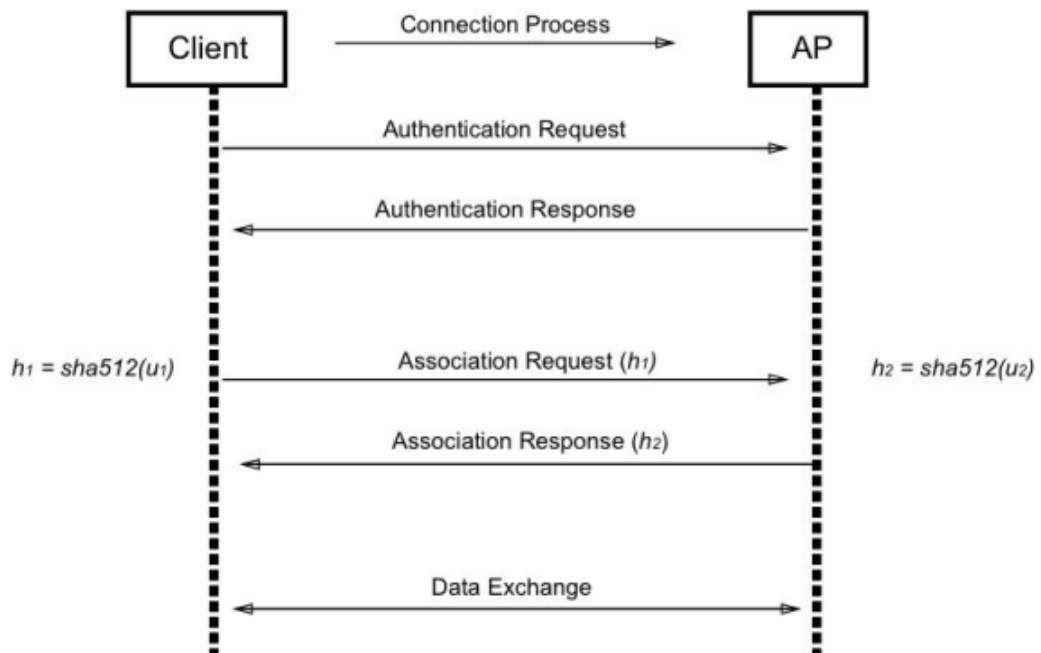 Connection Process
Client
AP
Authentication Request
Authentication Response
h1 = sha512(u1)
Association Request (h1)
h2 = sha512(u2)
Association Response (h2)
Data Exchange